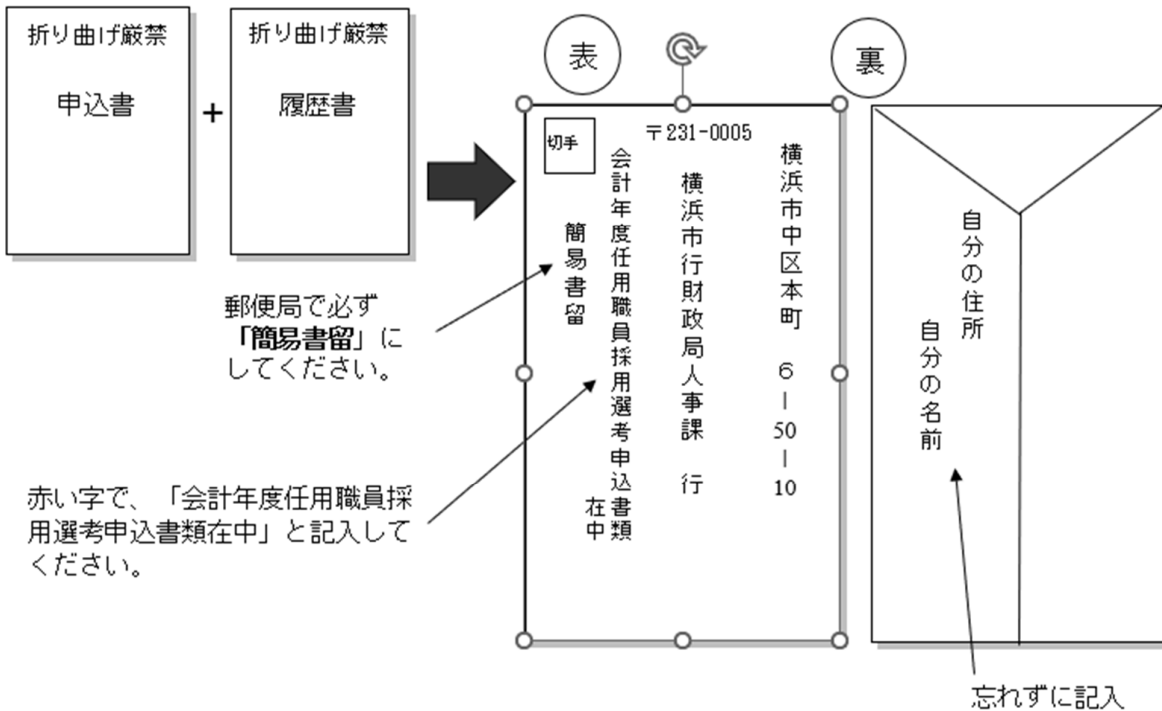 折り曲げ厳禁
申込書
+
折り曲げ厳禁
履歴書
郵便局で必ず
「簡易書留」に
してください。
赤い字で、「会計年度任用職員採
用選考申込書類在中」と記入して
ください。
表
切手
〒231-0005
横浜市中区本町 6-50-10
横浜市行財政局人事課 行
会計年度任用職員採用選考申込書類
在中
簡易書留
裏
自分の住所
自分の名前
忘れずに記入